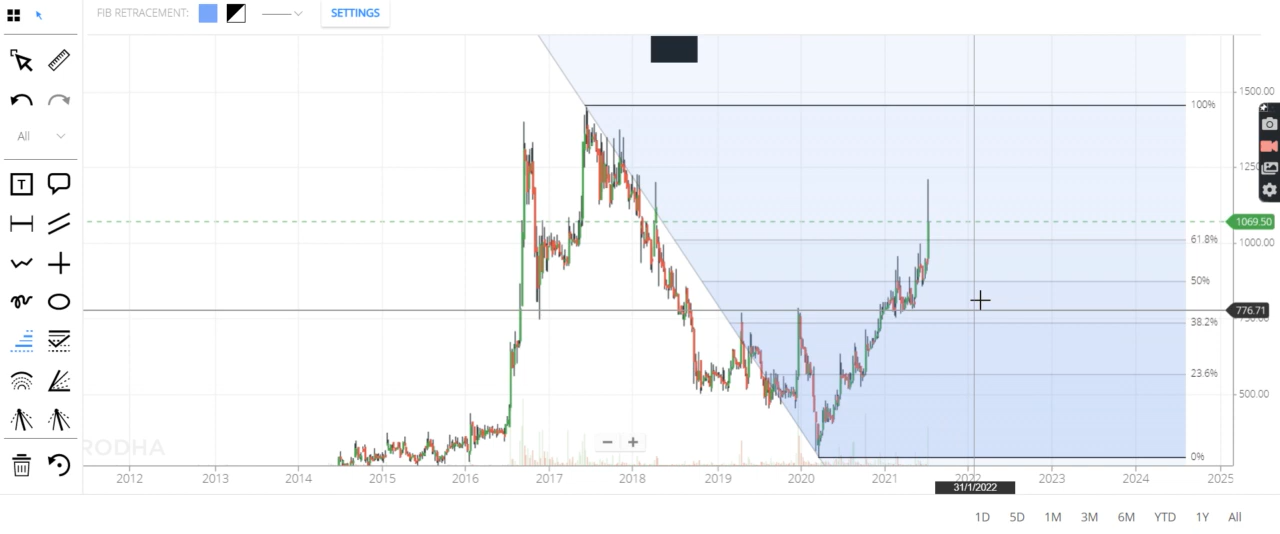 FIB RETRACEMENT:
SETTINGS
All
T
1500.00
100%
1250
1069.50
61.8%
1000.00
50%
776.71
38.2%
23.6%
500.00
RODHA
0%
2012
2013
2014
2015
2016
2017
2018
2019
2020
2021
2022
2023
2024
2025
31/1/2022
1D
5D
1M
3M
6M
YTD
1Y
All